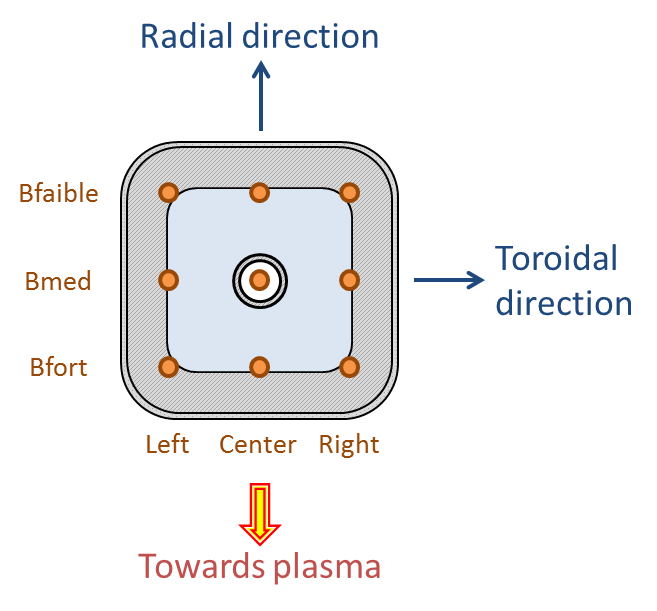 Radial direction
Bfaible
Bmed
Toroidal
direction
Bfort
Left Center Right
Towards plasma